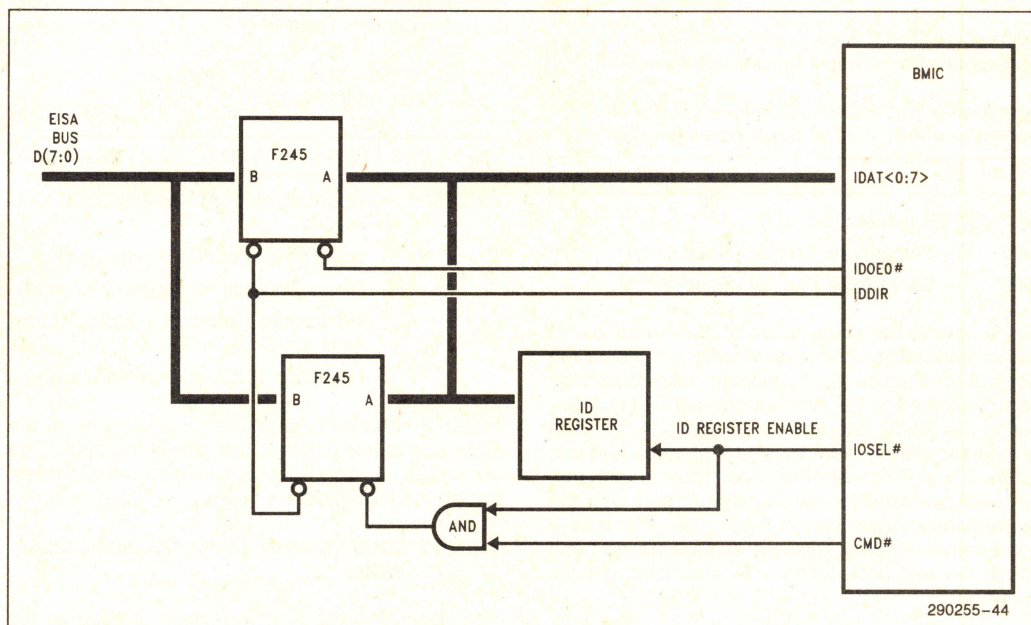 BMIC
EISA
BUS
D(7:0)
F245
B A
IDAT<0:7>
IDOE0#
IDDIR
F245
B A
ID
REGISTER
ID REGISTER ENABLE
IOSEL#
AND
CMD#
290255-44